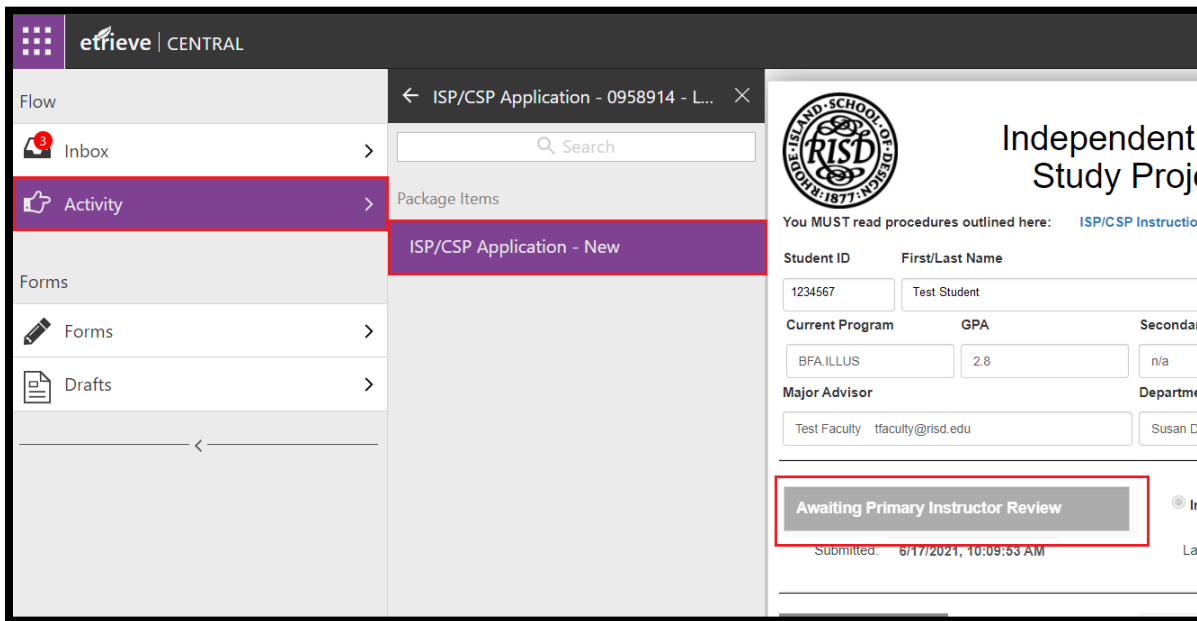 etrieve | CENTRAL
Flow
3
Inbox
Activity
Forms
Forms
Drafts
ISP/CSP Application - 0958914 - L...
Search
Package Items
ISP/CSP Application - New
RHODE·ISLAND·SCHOOL·OF·DESIGN·
RISD
·1877·
Independent
Study Proj
You MUST read procedures outlined here: ISP/CSP Instructio
Student ID First/Last Name
1234567 Test Student
Current Program GPA Seconda
BFA.ILLUS 2.8 n/a
Major Advisor Departme
Test Faculty tfaculty@risd.edu Susan D
Awaiting Primary Instructor Review
Submitted: 6/17/2021, 10:09:53 AM La